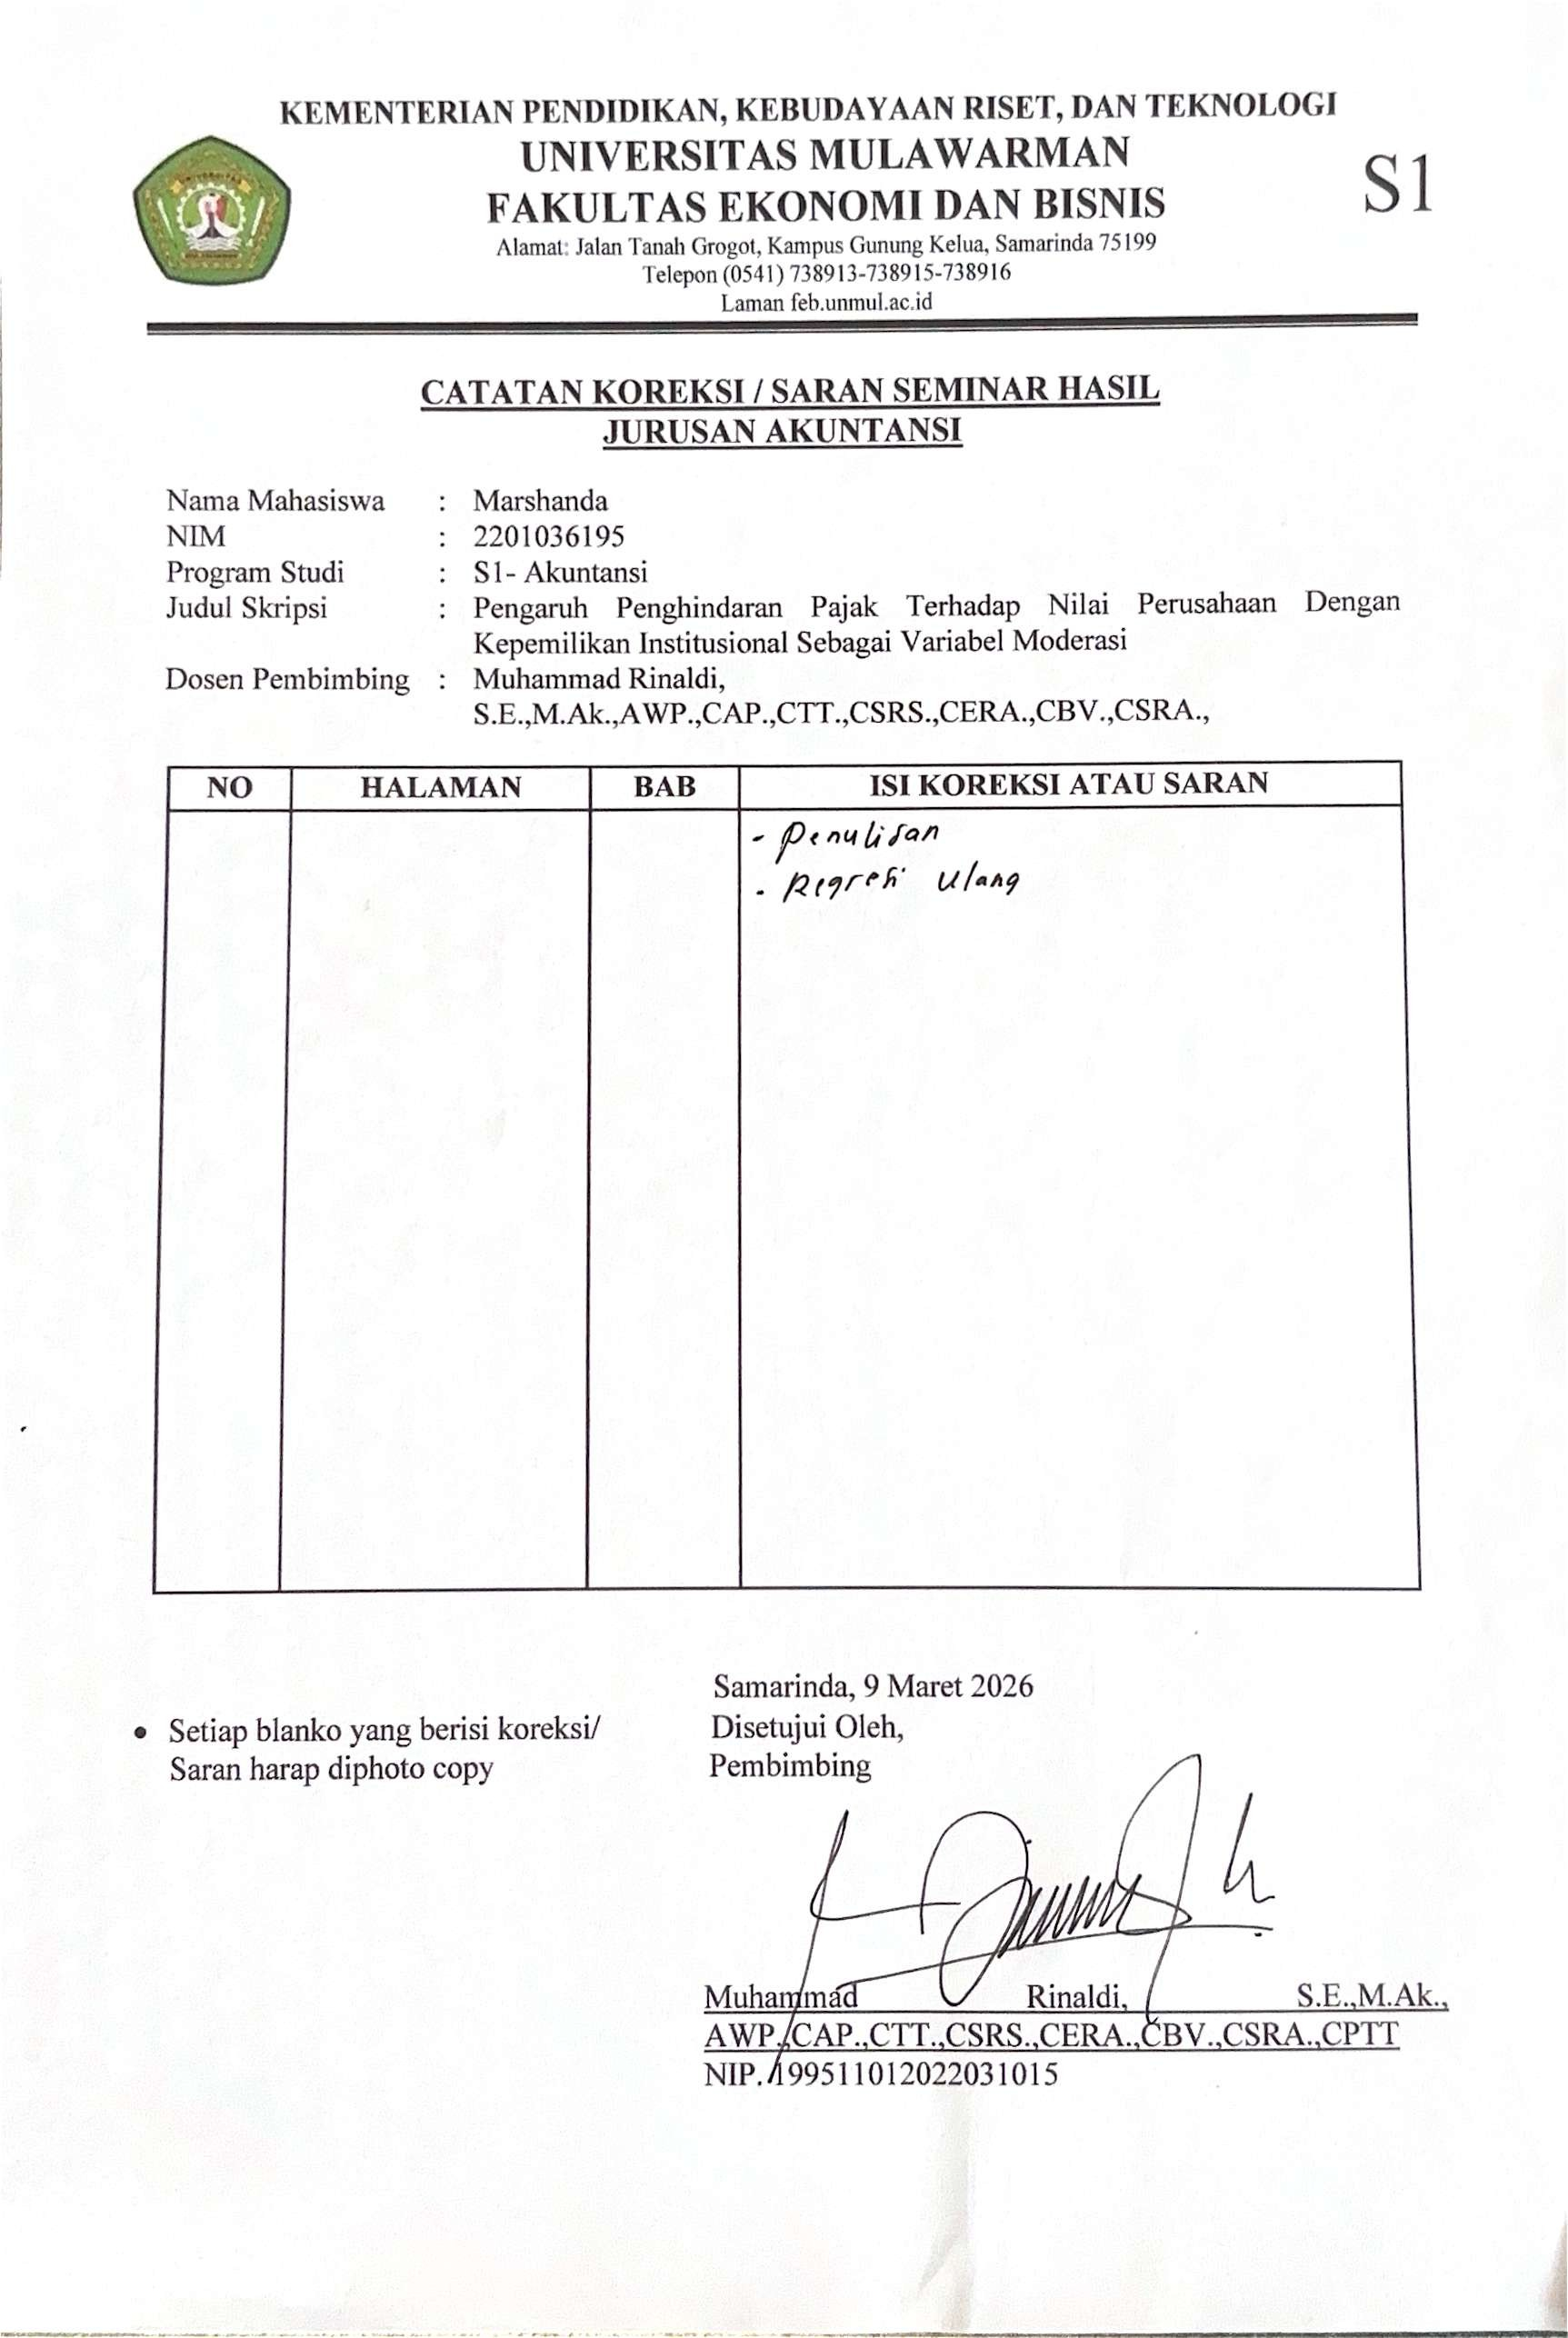 KEMENTERIAN PENDIDIKAN, KEBUDAYAAN RISET, DAN TEKNOLOGI
UNIVERSITAS MULAWARMAN
FAKULTAS EKONOMI DAN BISNIS
S1
Alamat: Jalan Tanah Grogot, Kampus Gunung Kelua, Samarinda 75199
Telepon (0541) 738913-738915-738916
Laman feb.unmul.ac.id
CATATAN KOREKSI / SARAN SEMINAR HASIL
JURUSAN AKUNTANSI
Nama Mahasiswa : Marshanda
NIM : 2201036195
Program Studi : S1- Akuntansi
Judul Skripsi : Pengaruh Penghindaran Pajak Terhadap Nilai Perusahaan Dengan
Kepemilikan Institusional Sebagai Variabel Moderasi
Dosen Pembimbing : Muhammad Rinaldi,
S.E.,M.Ak.,AWP.,CAP.,CTT.,CSRS.,CERA.,CBV.,CSRA.,
NO HALAMAN BAB ISI KOREKSI ATAU SARAN
- Penulisan
- Regresi Ulang
Samarinda, 9 Maret 2026
• Setiap blanko yang berisi koreksi/
Saran harap diphoto copy
Disetujui Oleh,
Pembimbing
Muhammad Rinaldi, S.E.,M.Ak.,
AWP.,CAP.,CTT.,CSRS.,CERA.,CBV.,CSRA.,CPTT
NIP. 199511012022031015